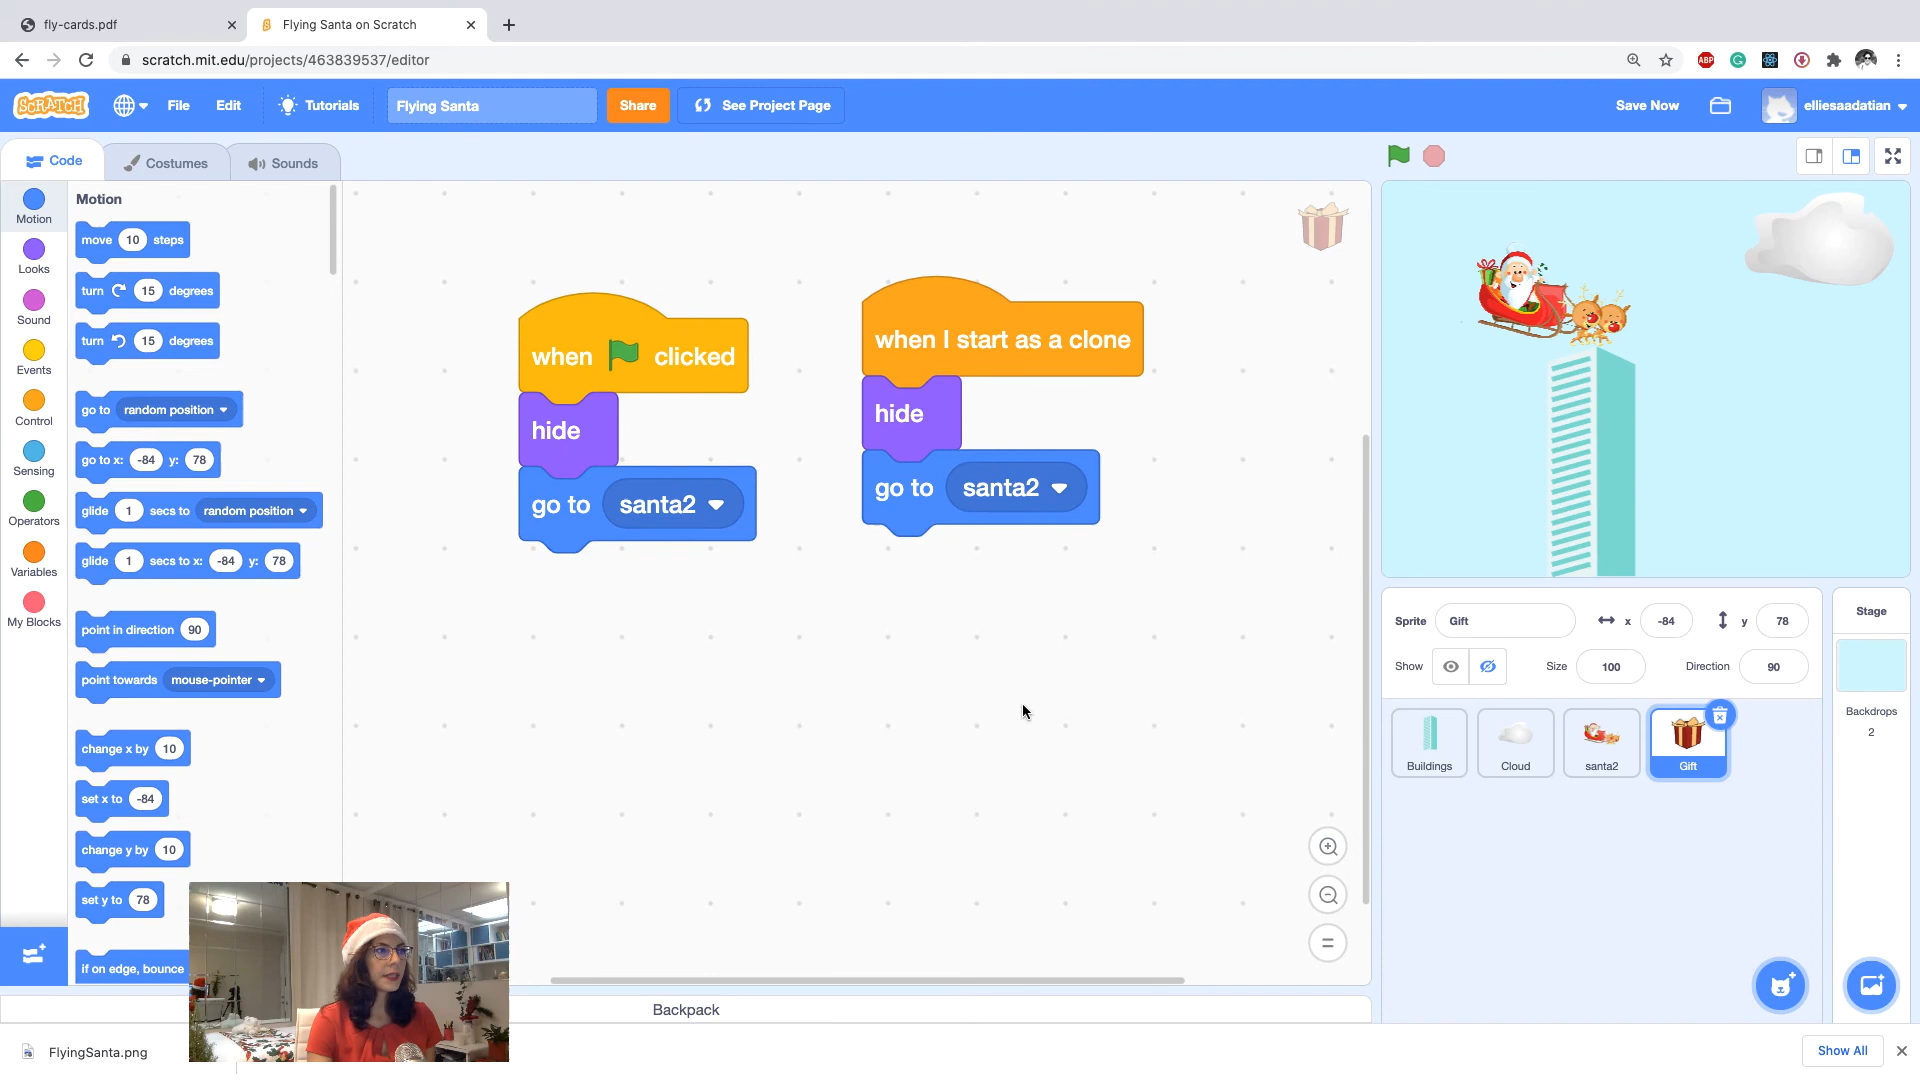 fly-cards.pdf
Flying Santa on Scratch
scratch.mit.edu/projects/463839537/editor
ABP
SCRATCH
File
Edit
Tutorials
Flying Santa
Share
See Project Page
Save Now
elliesaadatian
Code
Costumes
Sounds
Motion
Looks
Sound
Events
Control
Sensing
Operators
Variables
My Blocks
Motion
move 10 steps
turn 15 degrees
turn 15 degrees
go to random position
go to x: -84 y: 78
glide 1 secs to random position
glide 1 secs to x: -84 y: 78
point in direction 90
point towards mouse-pointer
change x by 10
set x to -84
change y by 10
set y to 78
if on edge, bounce
when clicked
hide
go to santa2
when I start as a clone
hide
go to santa2
Sprite Gift x -84 y 78
Show Size 100 Direction 90
Buildings
Cloud
santa2
Gift
Stage
Backdrops
2
Backpack
FlyingSanta.png
Show All